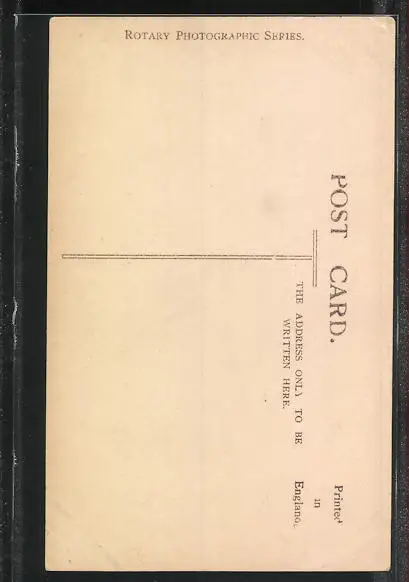 ROTARY PHOTOGRAPHIC SERIES.
POST CARD.
THE ADDRESS ONLY TO BE
WRITTEN HERE.
Printed
in
England.